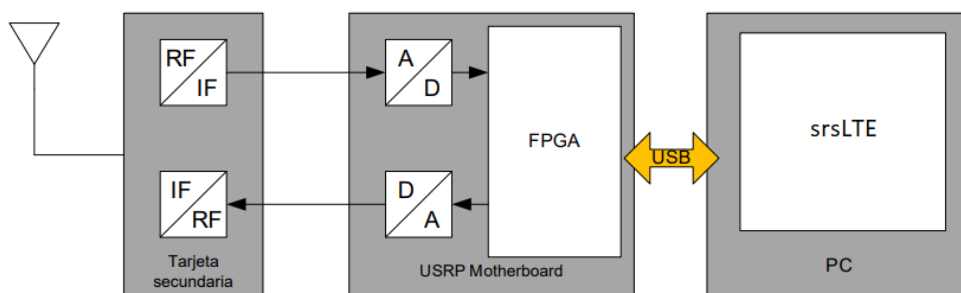 RF
IF
A
D
FPGA
USB
srsLTE
IF
RF
D
A
Tarjeta
secundaria
USRP Motherboard
PC